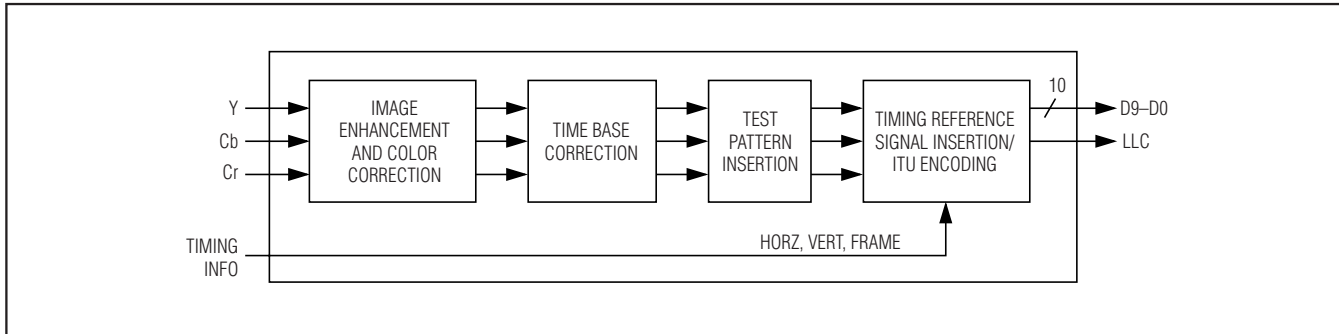 Y
Cb
Cr
TIMING
INFO
IMAGE
ENHANCEMENT
AND COLOR
CORRECTION
TIME BASE
CORRECTION
TEST
PATTERN
INSERTION
TIMING REFERENCE
SIGNAL INSERTION/
ITU ENCODING
HORZ, VERT, FRAME
10
D9–D0
LLC